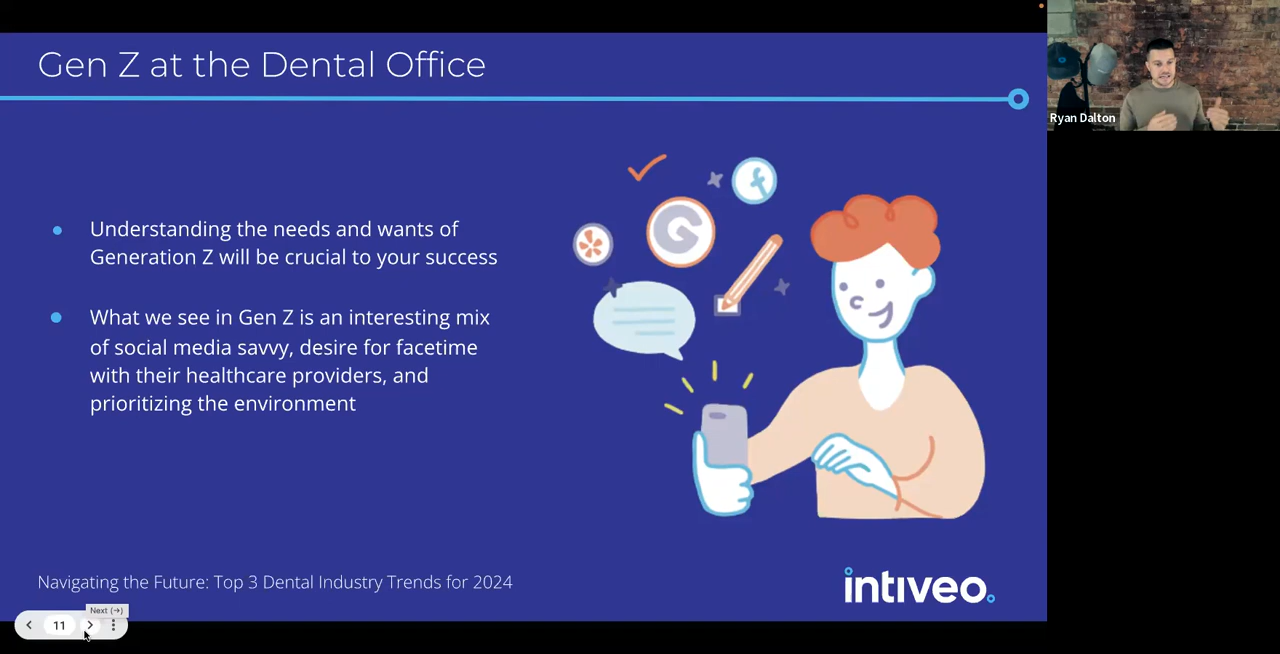 Gen Z at the Dental Office
Ryan Dalton
Understanding the needs and wants of
Generation Z will be crucial to your success
What we see in Gen Z is an interesting mix
of social media savvy, desire for facetime
with their healthcare providers, and
prioritizing the environment
f
G
Navigating the Future: Top 3 Dental Industry Trends for 2024
intiveo
Next (→)
11